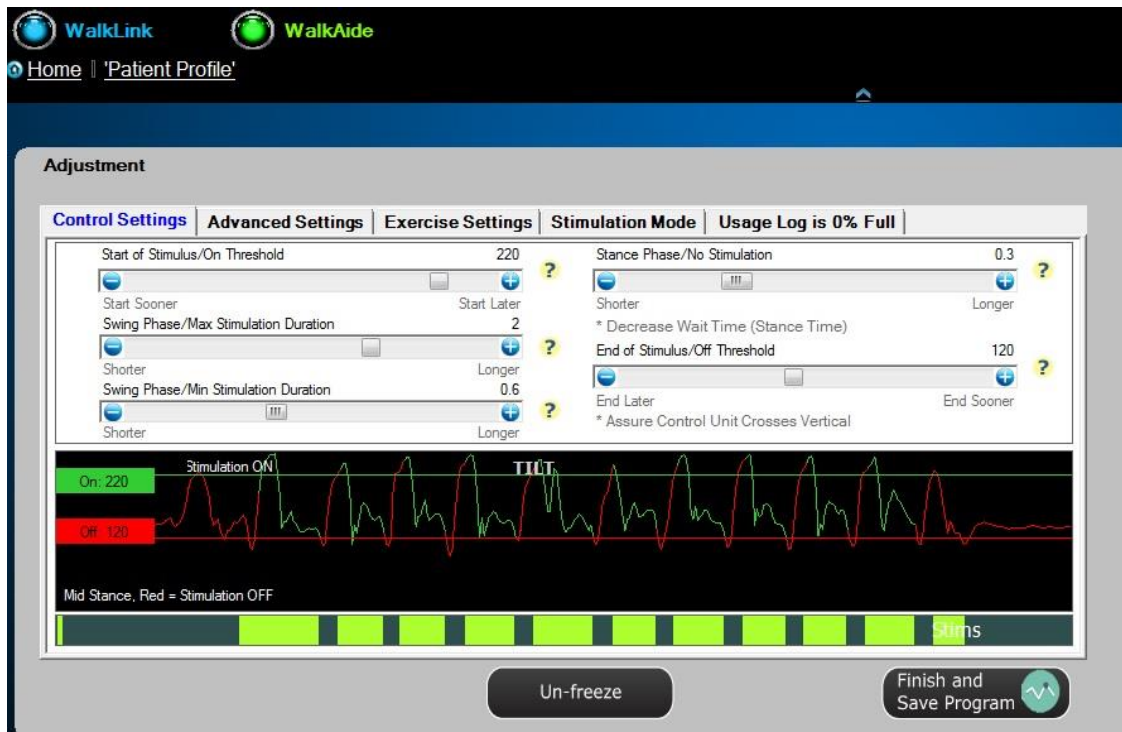 WalkLink WalkAide
Home 'Patient Profile'
Adjustment
Control Settings Advanced Settings Exercise Settings Stimulation Mode Usage Log is 0% Full
Start of Stimulus/On Threshold 220 ?
Start Sooner Start Later
Swing Phase/Max Stimulation Duration 2 ?
Shorter Longer
Swing Phase/Min Stimulation Duration 0.6 ?
Shorter Longer
Stance Phase/No Stimulation 0.3 ?
Shorter Longer
* Decrease Wait Time (Stance Time)
End of Stimulus/Off Threshold 120 ?
End Later End Sooner
* Assure Control Unit Crosses Vertical
Stimulation ON TILT
On: 220
Off: 120
Mid Stance, Red = Stimulation OFF
Stims
Un-freeze
Finish and
Save Program